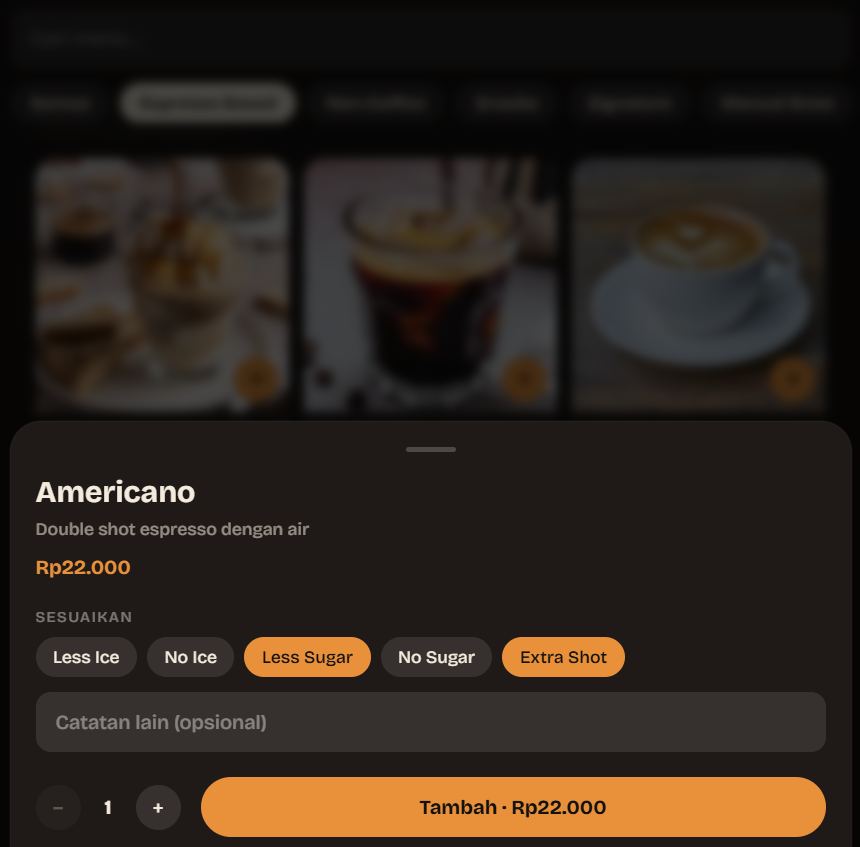 Americano
Double shot espresso dengan air
Rp22.000
SESUAIKAN
Less Ice
No Ice
Less Sugar
No Sugar
Extra Shot
Catatan lain (opsional)
− 1 +
Tambah · Rp22.000